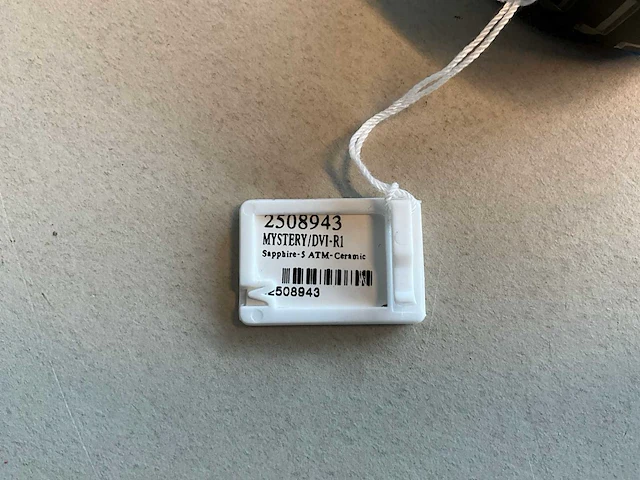 2508943
MYSTERY/DVI-R1
Sapphire-5 ATM-Ceramic
2508943